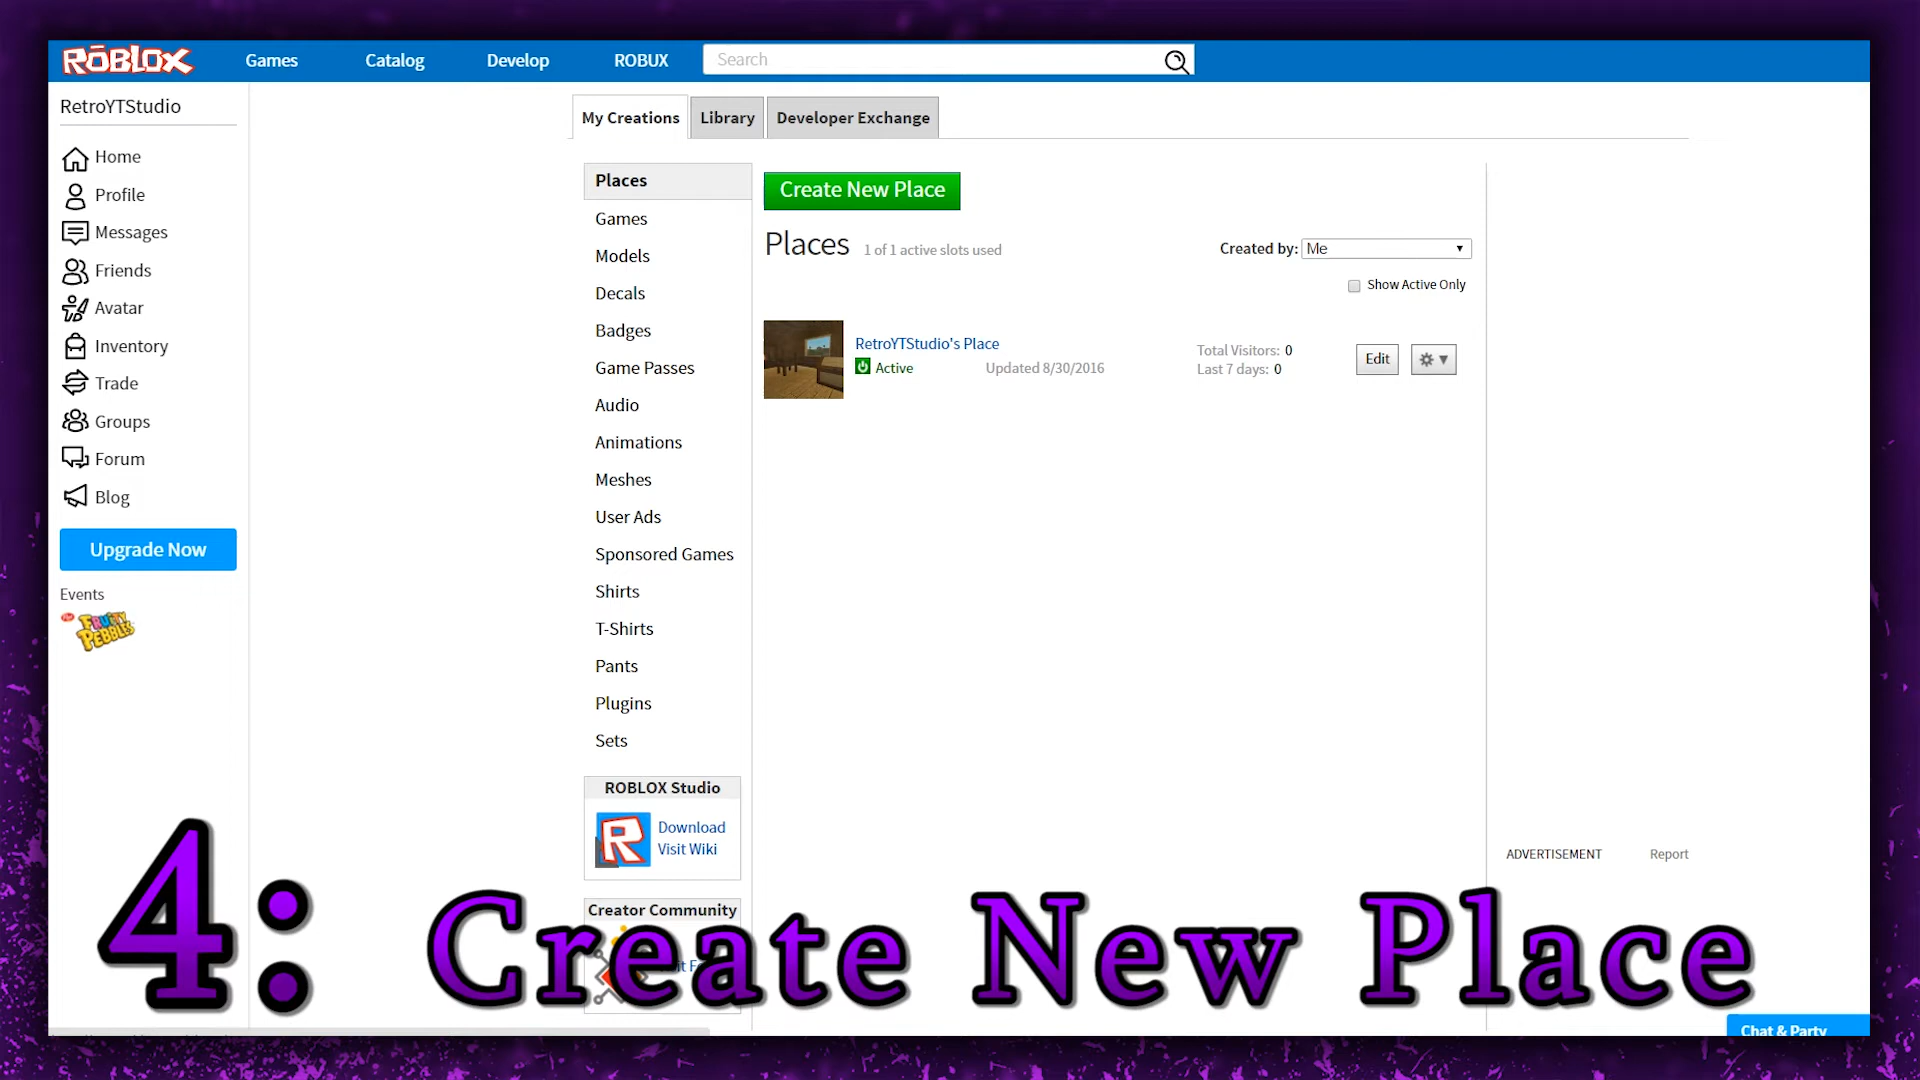 ROBLOX
Games
Catalog
Develop
ROBUX
Search
RetroYTStudio
Home
Profile
Messages
Friends
Avatar
Inventory
Trade
Groups
Forum
Blog
Upgrade Now
Events
FRUITY
PEBBLES
My Creations
Library
Developer Exchange
Places
Games
Models
Decals
Badges
Game Passes
Audio
Animations
Meshes
User Ads
Sponsored Games
Shirts
T-Shirts
Pants
Plugins
Sets
ROBLOX Studio
R
Download
Visit Wiki
Creator Community
Create New Place
Places 1 of 1 active slots used
Created by: Me
Show Active Only
RetroYTStudio's Place
Active Updated 8/30/2016
Total Visitors: 0
Last 7 days: 0
Edit
ADVERTISEMENT
Report
4: Create New Place
Chat & Party